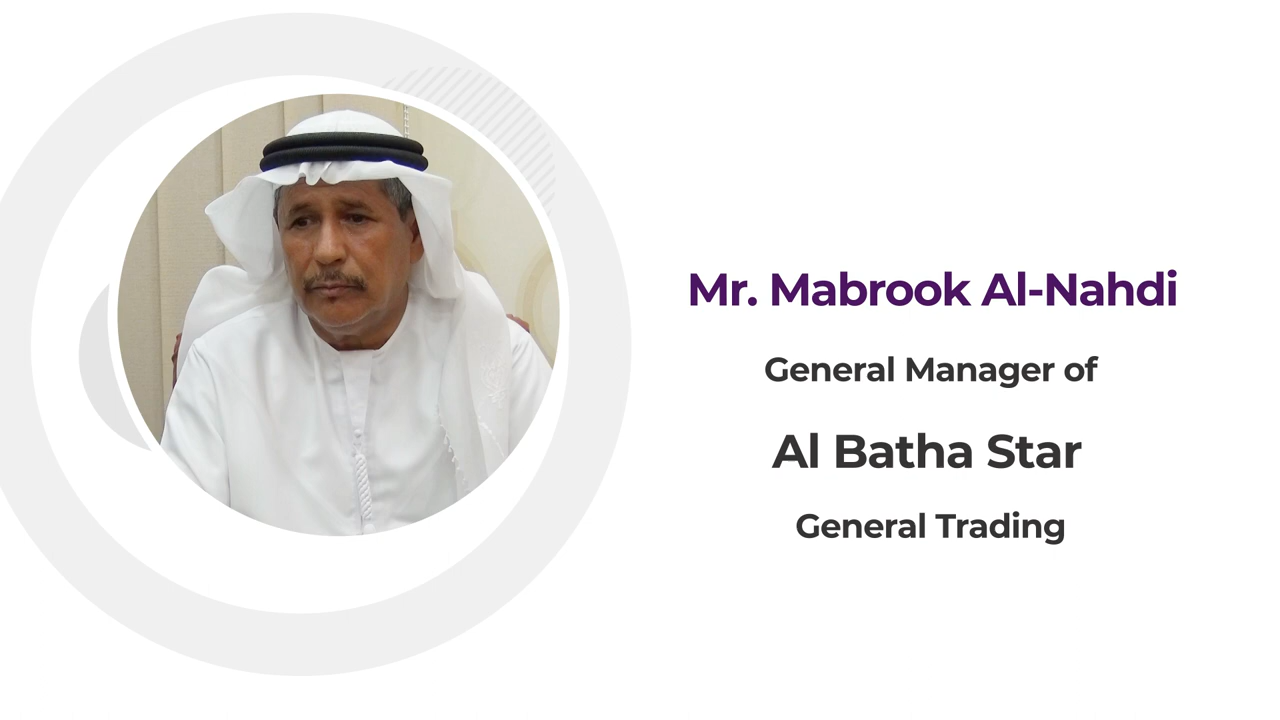 Mr. Mabrook Al-Nahdi
General Manager of
Al Batha Star
General Trading